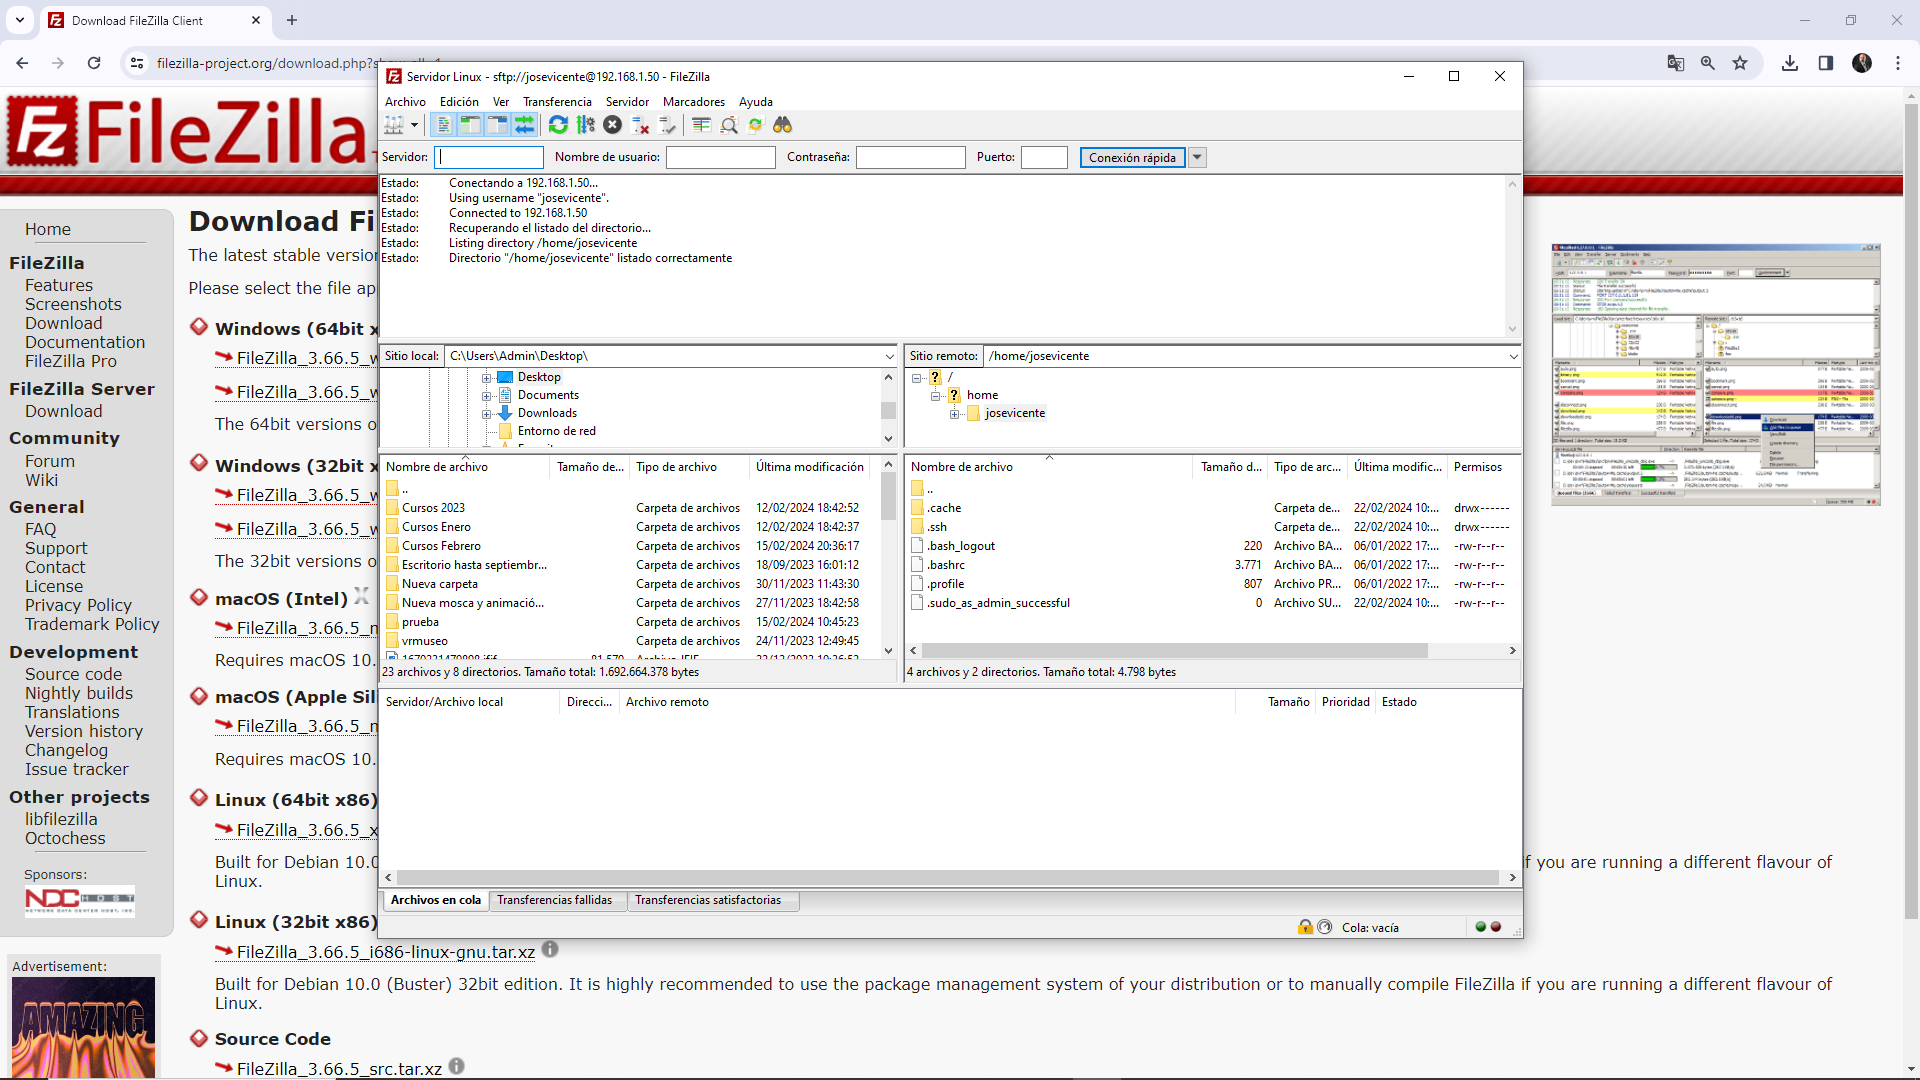 Download FileZilla Client
filezilla-project.org/download.php?
FileZilla
Home
FileZilla
Features
Screenshots
Download
Documentation
FileZilla Pro
FileZilla Server
Download
Community
Forum
Wiki
General
FAQ
Support
Contact
License
Privacy Policy
Trademark Policy
Development
Source code
Nightly builds
Translations
Version history
Changelog
Issue tracker
Other projects
libfilezilla
Octochess
Sponsors:
NDC HOST
NETWORK DATA CENTER HOST, INC.
Advertisement:
AMAZING
Download Fi
The latest stable versio
Please select the file ap
Windows (64bit x
FileZilla_3.66.5_w
FileZilla_3.66.5_w
The 64bit versions o
Windows (32bit x
FileZilla_3.66.5_w
FileZilla_3.66.5_w
The 32bit versions o
macOS (Intel)
FileZilla_3.66.5_m
Requires macOS 10.
macOS (Apple Sil
FileZilla_3.66.5_m
Requires macOS 10.
Linux (64bit x86)
FileZilla_3.66.5_x
Built for Debian 10.0
f you are running a different flavour of
Linux.
Linux (32bit x86)
FileZilla_3.66.5_i686-linux-gnu.tar.xz
Built for Debian 10.0 (Buster) 32bit edition. It is highly recommended to use the package management system of your distribution or to manually compile FileZilla if you are running a different flavour of
Linux.
Source Code
FileZilla_3.66.5_src.tar.xz
Servidor Linux - sftp://josevicente@192.168.1.50 - FileZilla
Archivo Edición Ver Transferencia Servidor Marcadores Ayuda
Servidor: Nombre de usuario: Contraseña: Puerto: Conexión rápida
Estado: Conectando a 192.168.1.50...
Estado: Using username "josevicente".
Estado: Connected to 192.168.1.50
Estado: Recuperando el listado del directorio...
Estado: Listing directory /home/josevicente
Estado: Directorio "/home/josevicente" listado correctamente
Sitio local: C:\Users\Admin\Desktop\
Desktop
Documents
Downloads
Entorno de red
Sitio remoto: /home/josevicente
/
home
josevicente
Nombre de archivo Tamaño de... Tipo de archivo Última modificación
..
Cursos 2023 Carpeta de archivos 12/02/2024 18:42:52
Cursos Enero Carpeta de archivos 12/02/2024 18:42:37
Cursos Febrero Carpeta de archivos 15/02/2024 20:36:17
Escritorio hasta septiembr... Carpeta de archivos 18/09/2023 16:01:12
Nueva carpeta Carpeta de archivos 30/11/2023 11:43:30
Nueva mosca y animació... Carpeta de archivos 27/11/2023 18:42:58
prueba Carpeta de archivos 15/02/2024 10:45:23
vrmuseo Carpeta de archivos 24/11/2023 12:49:45
23 archivos y 8 directorios. Tamaño total: 1.692.664.378 bytes
Nombre de archivo Tamaño d... Tipo de arc... Última modific... Permisos
..
.cache Carpeta de... 22/02/2024 10:... drwx------
.ssh Carpeta de... 22/02/2024 10:... drwx------
.bash_logout 220 Archivo BA... 06/01/2022 17:... -rw-r--r--
.bashrc 3.771 Archivo BA... 06/01/2022 17:... -rw-r--r--
.profile 807 Archivo PR... 06/01/2022 17:... -rw-r--r--
.sudo_as_admin_successful 0 Archivo SU... 22/02/2024 10:... -rw-r--r--
4 archivos y 2 directorios. Tamaño total: 4.798 bytes
Servidor/Archivo local Direcci... Archivo remoto Tamaño Prioridad Estado
Archivos en cola Transferencias fallidas Transferencias satisfactorias
Cola: vacía